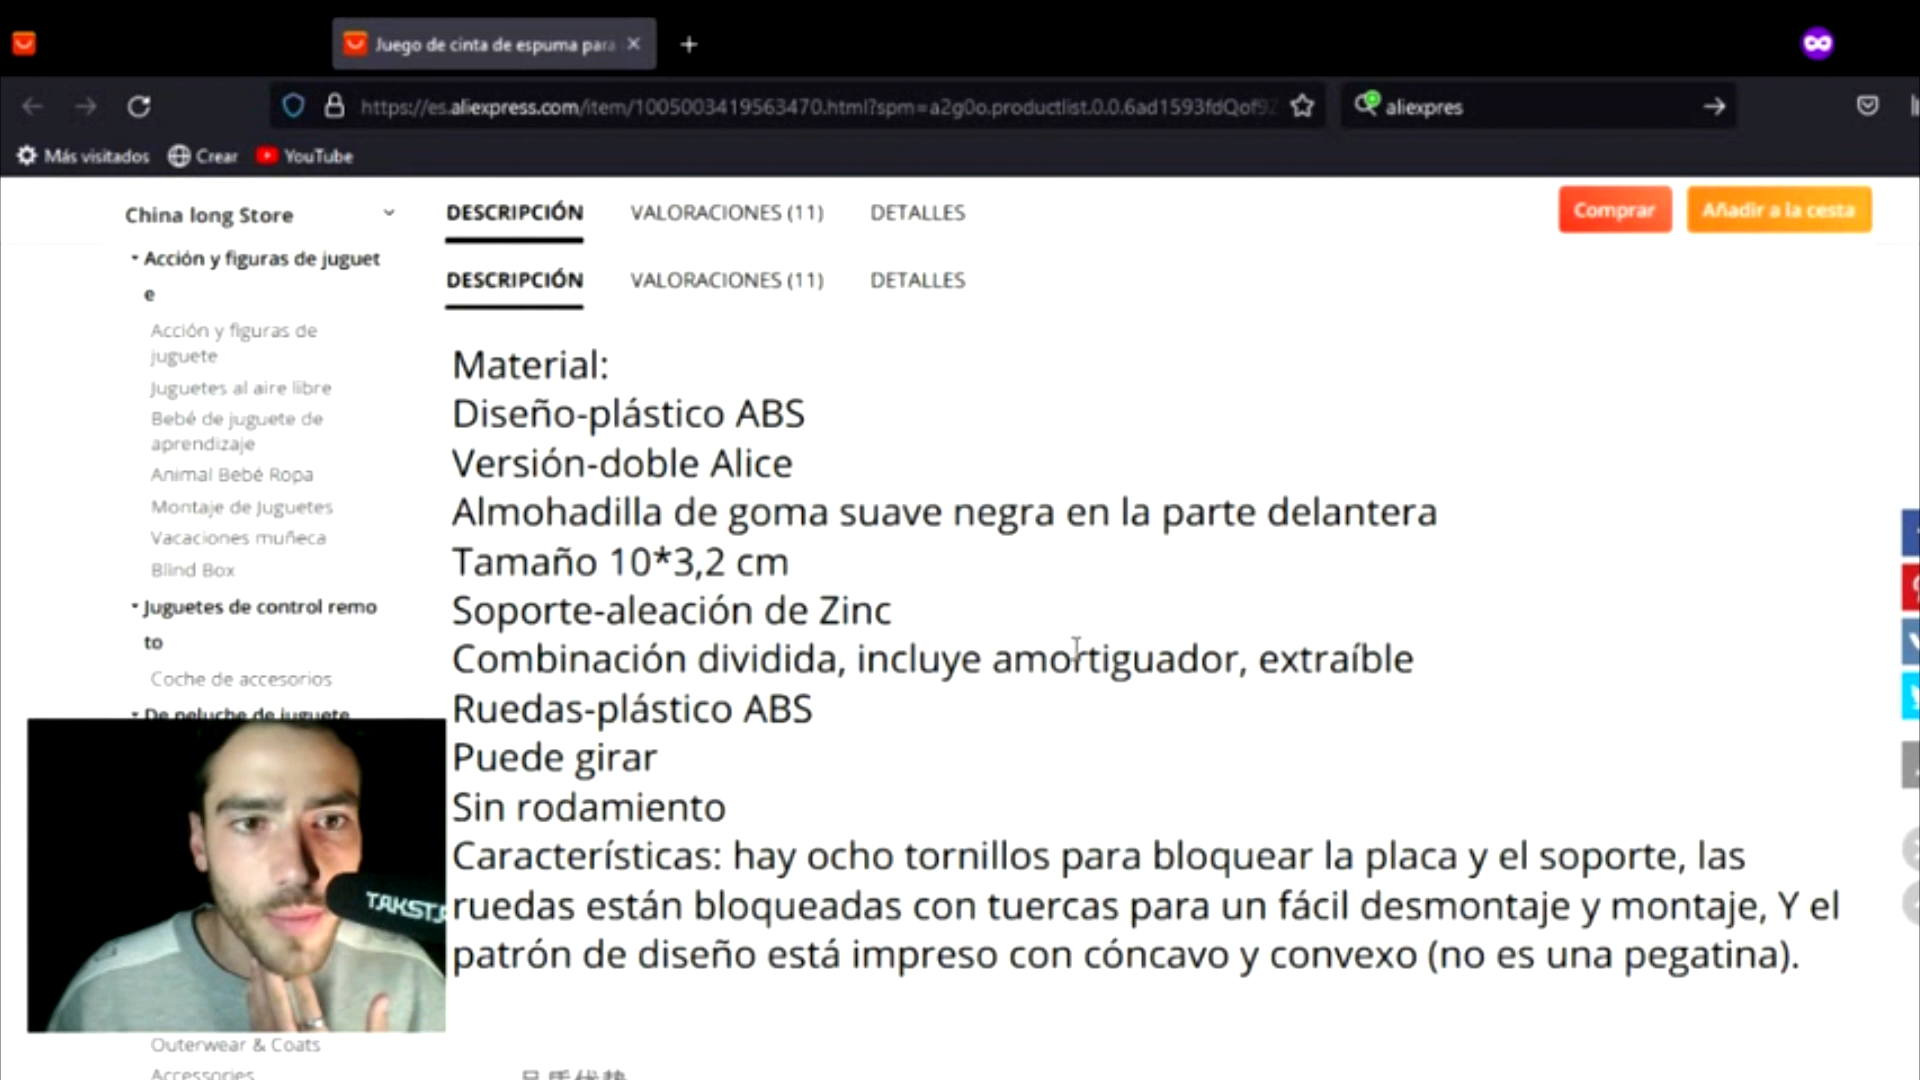 Juego de cinta de espuma para
https://es.aliexpress.com/item/1005003419563470.html?spm=a2g0o.productlist.0.0.6ad1593fdQof9
aliexpres
Más visitados
Crear
YouTube
China long Store
DESCRIPCIÓN
VALORACIONES (11)
DETALLES
Comprar
Añadir a la cesta
Acción y figuras de juguet
e
Acción y figuras de
juguete
Juguetes al aire libre
Bebé de juguete de
aprendizaje
Animal Bebé Ropa
Montaje de Juguetes
Vacaciones muñeca
Blind Box
Juguetes de control remo
to
Coche de accesorios
De peluche de juguete
Outerwear & Coats
Accessories
DESCRIPCIÓN
VALORACIONES (11)
DETALLES
Material:
Diseño-plástico ABS
Versión-doble Alice
Almohadilla de goma suave negra en la parte delantera
Tamaño 10*3,2 cm
Soporte-aleación de Zinc
Combinación dividida, incluye amortiguador, extraíble
Ruedas-plástico ABS
Puede girar
Sin rodamiento
Características: hay ocho tornillos para bloquear la placa y el soporte, las
ruedas están bloqueadas con tuercas para un fácil desmontaje y montaje, Y el
patrón de diseño está impreso con cóncavo y convexo (no es una pegatina).
TAKST